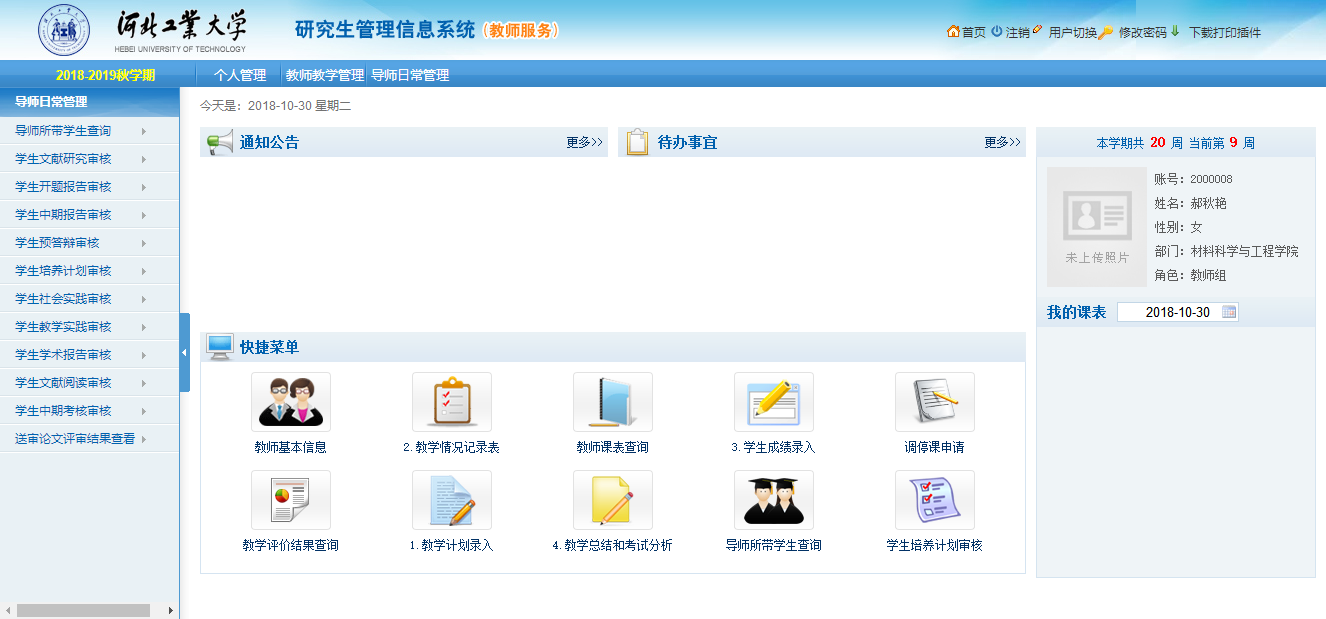 河北工業大学
HEBEI UNIVERSITY OF TECHNOLOGY
研究生管理信息系统（教师服务）
首页 注销 用户切换 修改密码 下载打印插件
2018-2019秋学期 个人管理 教师教学管理 导师日常管理
导师日常管理
导师所带学生查询
学生文献研究审核
学生开题报告审核
学生中期报告审核
学生预答辩审核
学生培养计划审核
学生社会实践审核
学生教学实践审核
学生学术报告审核
学生文献阅读审核
学生中期考核审核
送审论文评审结果查看
今天是：2018-10-30 星期二
通知公告 更多>>
待办事宜 更多>>
快捷菜单
教师基本信息 2.教学情况记录表 教师课表查询 3.学生成绩录入 调停课申请
教学评价结果查询 1.教学计划录入 4.教学总结和考试分析 导师所带学生查询 学生培养计划审核
本学期共 20 周 当前第 9 周
未上传照片
账号：2000008
姓名：郝秋艳
性别：女
部门：材料科学与工程学院
角色：教师组
我的课表 2018-10-30